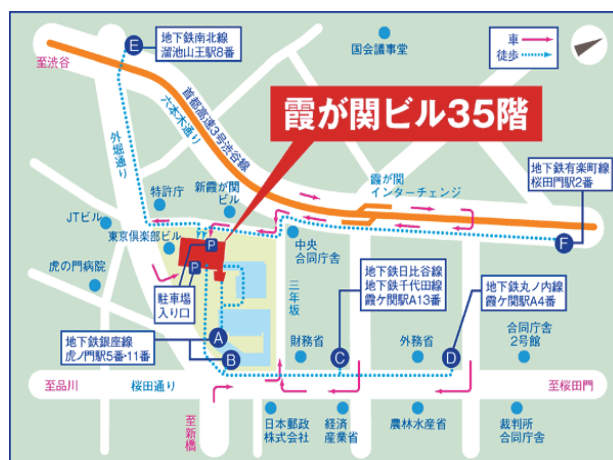 地下鉄南北線
溜池山王駅8番
E
国会議事堂
車
徒歩
至渋谷
首都高速3号渋谷線
六本木通り
外堀通り
霞が関ビル35階
地下鉄有楽町線
桜田門駅2番
霞が関
インターチェンジ
特許庁
新霞が関
ビル
JTビル
東京倶楽部ビル
P
中央
合同庁舎
F
虎の門病院
P
駐車場
入り口
三年坂
地下鉄日比谷線
地下鉄千代田線
霞ケ関駅A13番
地下鉄丸ノ内線
霞ケ関駅A4番
地下鉄銀座線
虎ノ門駅5番・11番
A
B
財務省
C
外務省
D
合同庁舎
2号館
至品川
桜田通り
至桜田門
至新橋
日本郵政
株式会社
経済
産業省
農林水産省
裁判所
合同庁舎